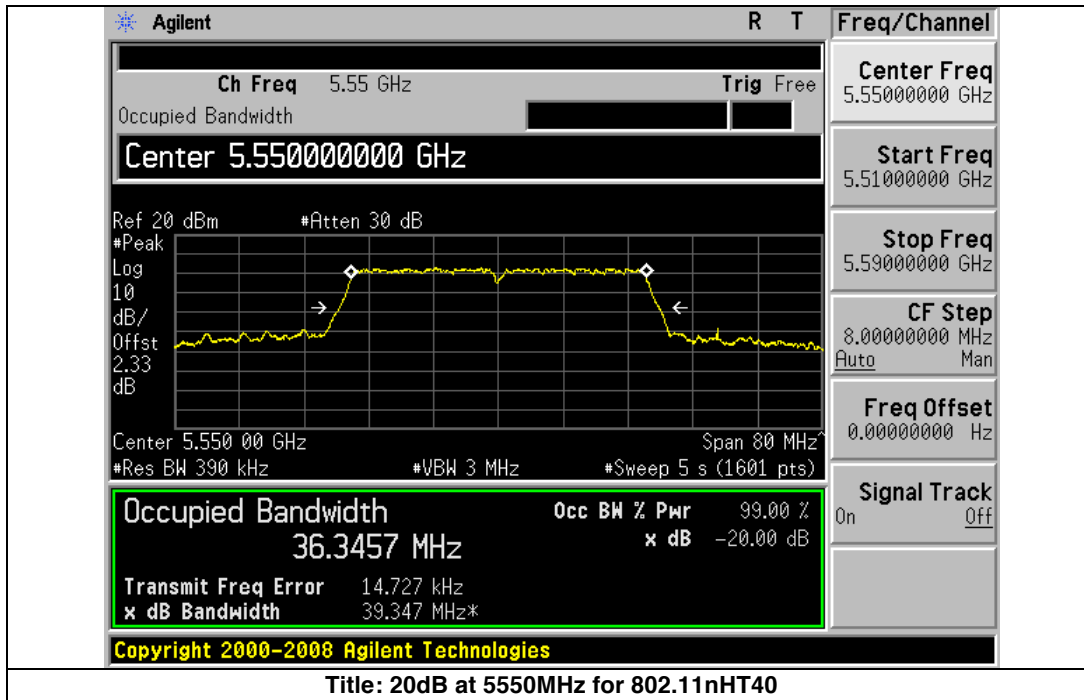 Agilent R T
Freq/Channel
Ch Freq 5.55 GHz Trig Free
Occupied Bandwidth
Center 5.550000000 GHz
Ref 20 dBm #Atten 30 dB
#Peak
Log
10
dB/
Offst
2.33
dB
Center 5.550 00 GHz Span 80 MHz^
#Res BW 390 kHz #VBW 3 MHz #Sweep 5 s (1601 pts)
Occupied Bandwidth
36.3457 MHz
Occ BW % Pwr 99.00 %
x dB -20.00 dB
Transmit Freq Error 14.727 kHz
x dB Bandwidth 39.347 MHz*
Copyright 2000-2008 Agilent Technologies
Center Freq
5.55000000 GHz
Start Freq
5.51000000 GHz
Stop Freq
5.59000000 GHz
CF Step
8.00000000 MHz
Auto Man
Freq Offset
0.00000000 Hz
Signal Track
On Off
Title: 20dB at 5550MHz for 802.11nHT40